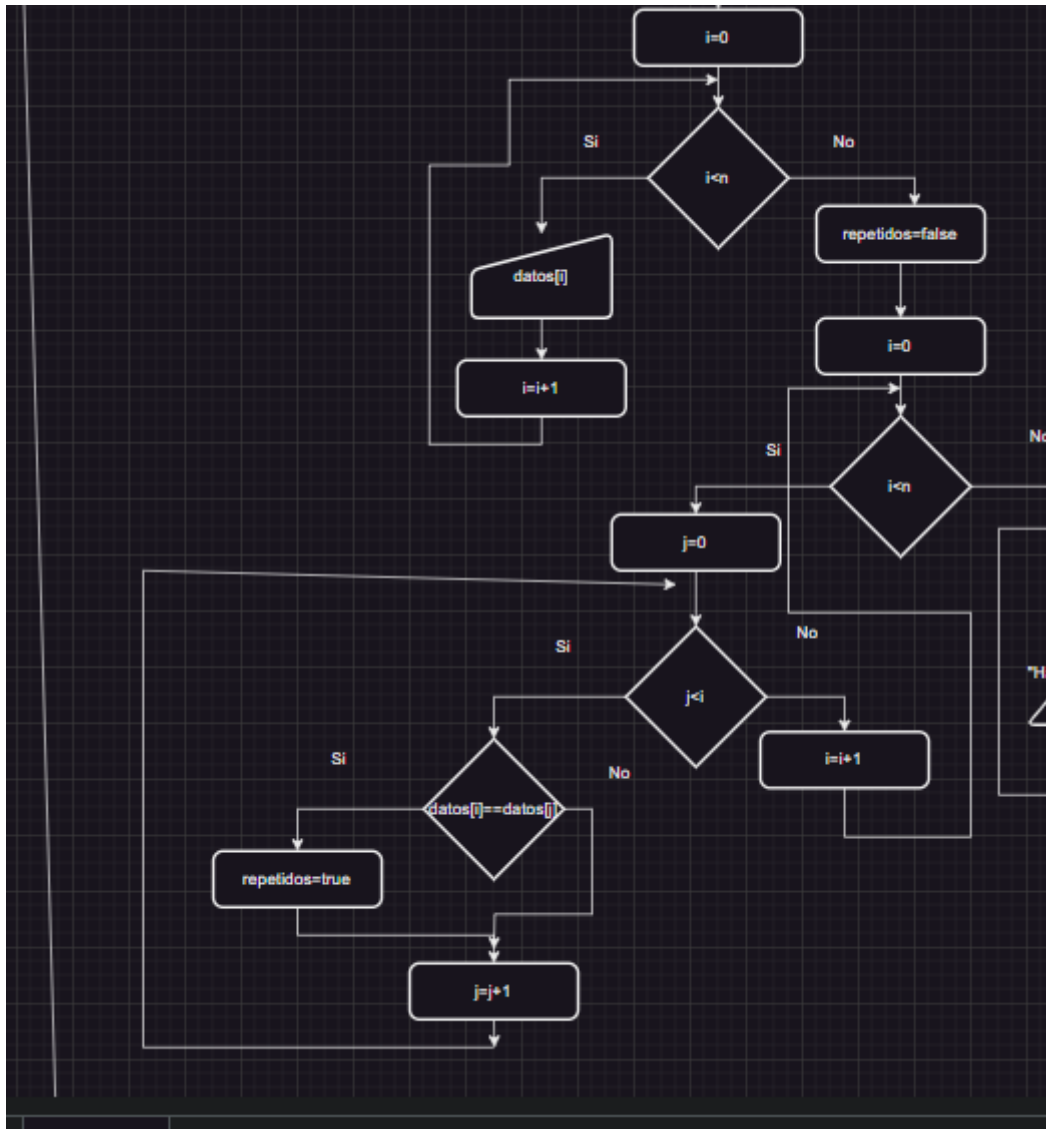 i=0
Si
No
i<n
repetidos=false
datos[i]
i=0
i=i+1
No
Si
i<n
j=0
No
Si
"H
j<i
Si
i=i+1
No
datos[i]==datos[j]
repetidos=true
j=j+1